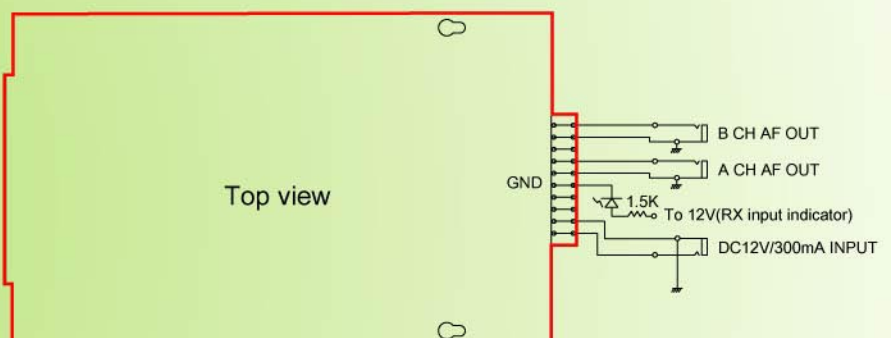 B CH AF OUT
A CH AF OUT
GND
Top view
1.5K
To 12V(RX input indicator)
DC12V/300mA INPUT